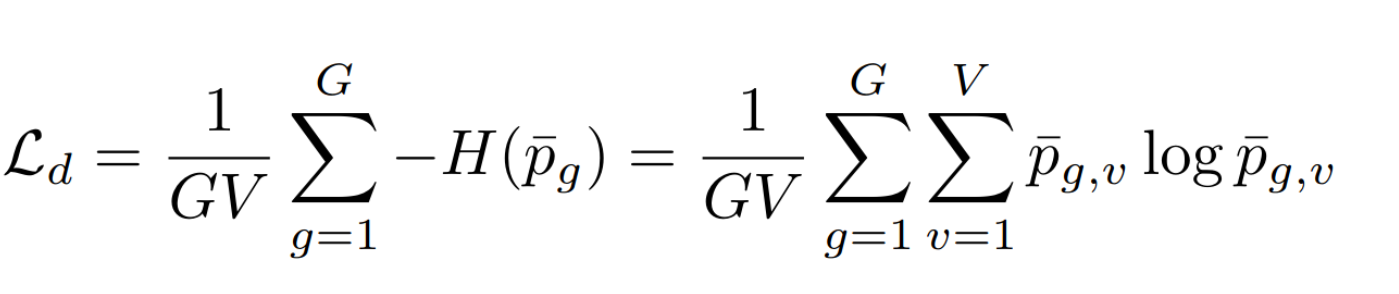 $\mathcal{L}_d = \frac{1}{GV} \sum_{g=1}^{G} -H(\bar{p}_g) = \frac{1}{GV} \sum_{g=1}^{G} \sum_{v=1}^{V} \bar{p}_{g,v} \log \bar{p}_{g,v}$